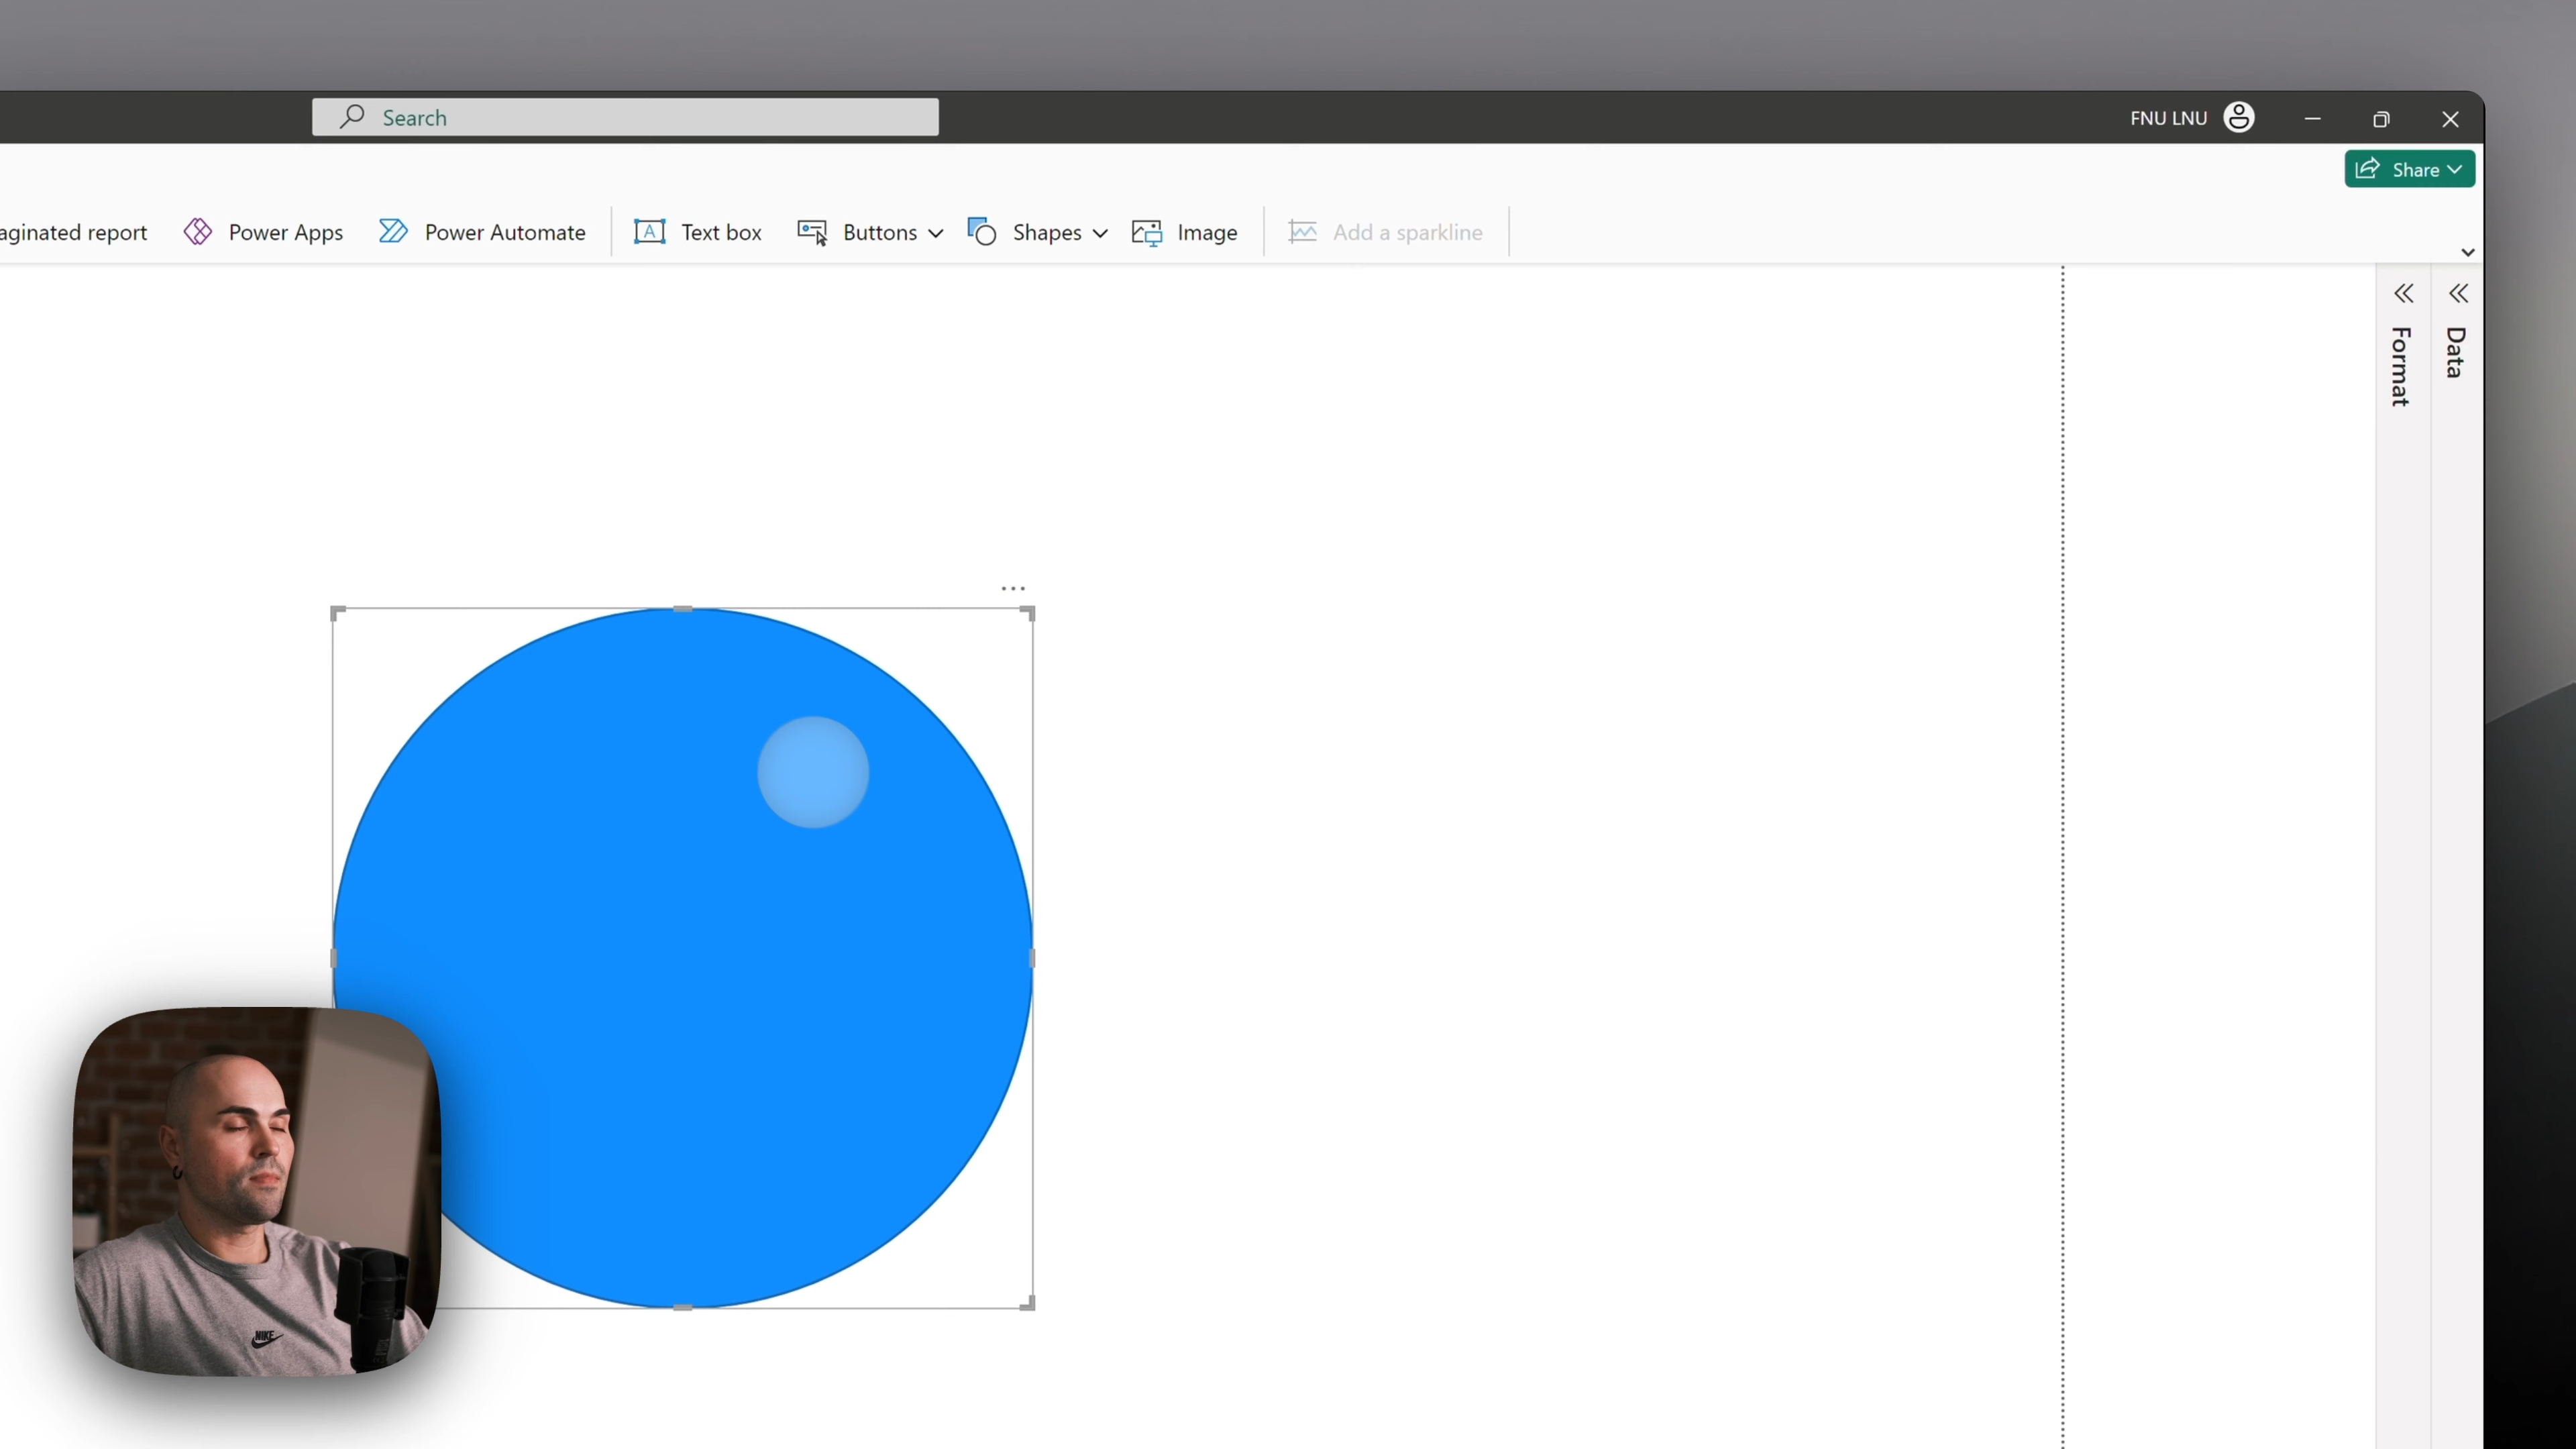 Search
FNU LNU
Share
aginated report
Power Apps
Power Automate
Text box
Buttons
Shapes
Image
Add a sparkline
Format
Data
NIKE